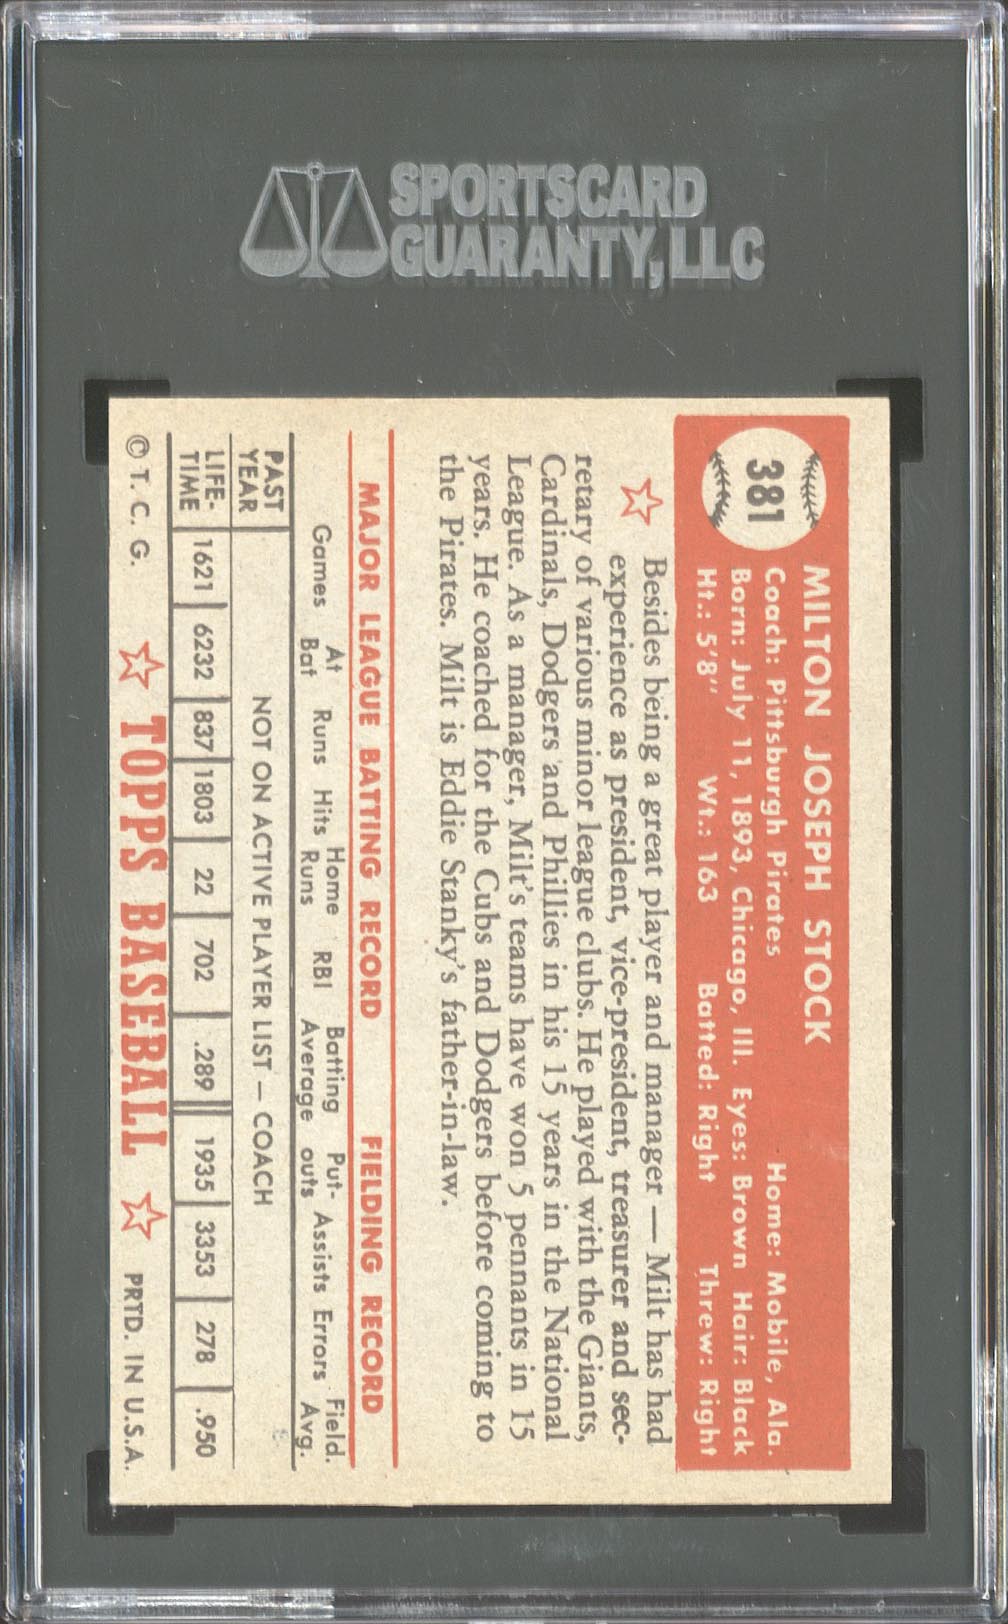 SPORTSCARD
GUARANTY, LLC
381
MILTON JOSEPH STOCK
Coach: Pittsburgh Pirates Home: Mobile, Ala.
Born: July 11, 1893, Chicago, Ill. Eyes: Brown Hair: Black
Ht.: 5'8" Wt.: 163 Batted: Right Threw: Right
Besides being a great player and manager — Milt has had
experience as president, vice-president, treasurer and sec-
retary of various minor league clubs. He played with the Giants,
Cardinals, Dodgers and Phillies in his 15 years in the National
League. As a manager, Milt's teams have won 5 pennants in 15
years. He coached for the Cubs and Dodgers before coming to
the Pirates. Milt is Eddie Stanky's father-in-law.
MAJOR LEAGUE BATTING RECORD FIELDING RECORD
Games At Bat Runs Hits Home Runs RBI Batting Average Put-outs Assists Errors Field. Avg.
PAST YEAR NOT ON ACTIVE PLAYER LIST — COACH
LIFE-TIME 1621 6232 837 1803 22 702 .289 1935 3353 278 .950
© T. C. G. TOPPS BASEBALL PRTD. IN U.S.A.